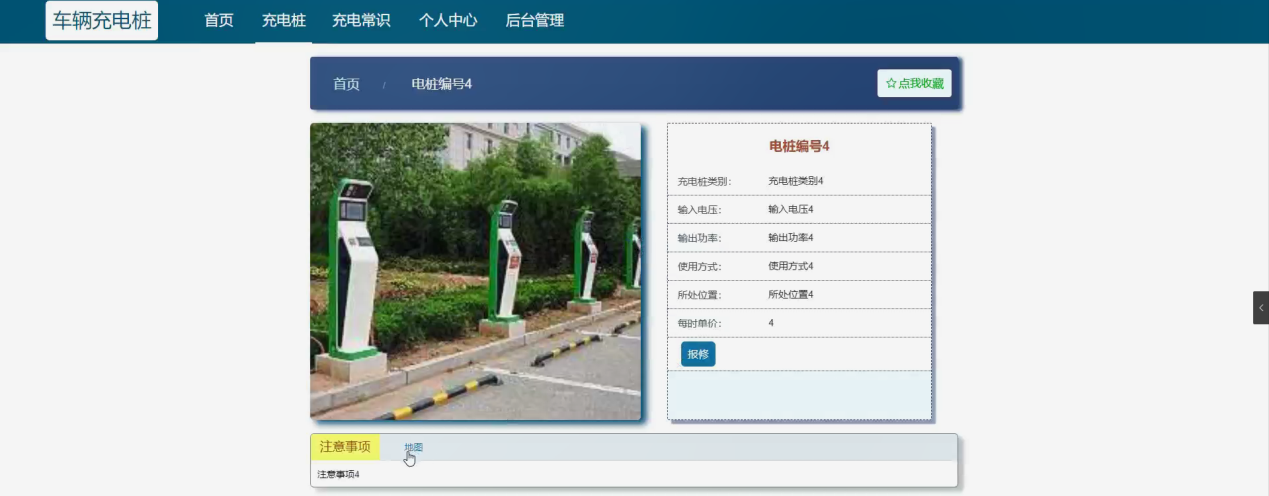 车辆充电桩 首页 充电桩 充电常识 个人中心 后台管理
首页 / 电桩编号4 ☆点我收藏
电桩编号4
充电桩类别: 充电桩类别4
输入电压: 输入电压4
输出功率: 输出功率4
使用方式: 使用方式4
所处位置: 所处位置4
每时单价: 4
报修
注意事项 地图
注意事项4